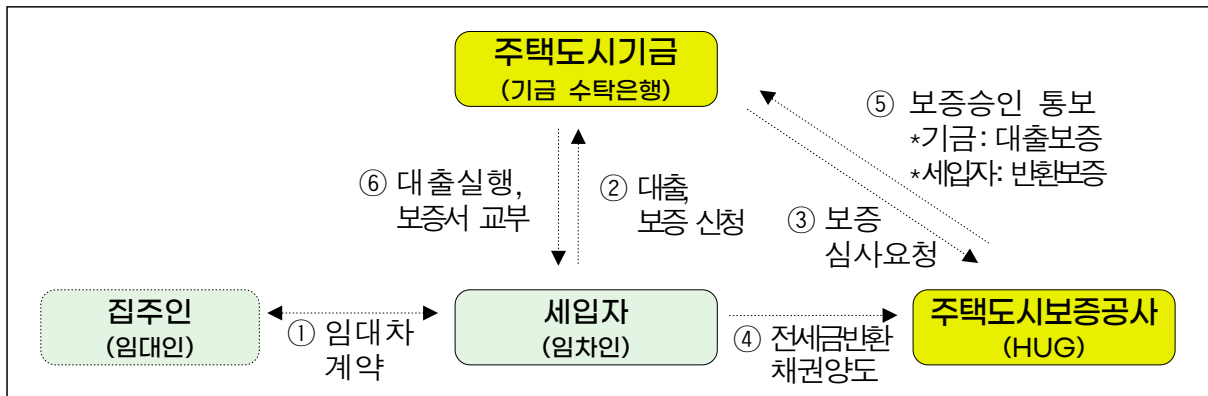 주택도시기금
(기금 수탁은행)
⑤ 보증승인 통보
*기금: 대출보증
*세입자: 반환보증
⑥ 대출실행,
보증서 교부
② 대출,
보증 신청
③ 보증
심사요청
집주인
(임대인)
① 임대차
계약
세입자
(임차인)
④ 전세금반환
채권양도
주택도시보증공사
(HUG)